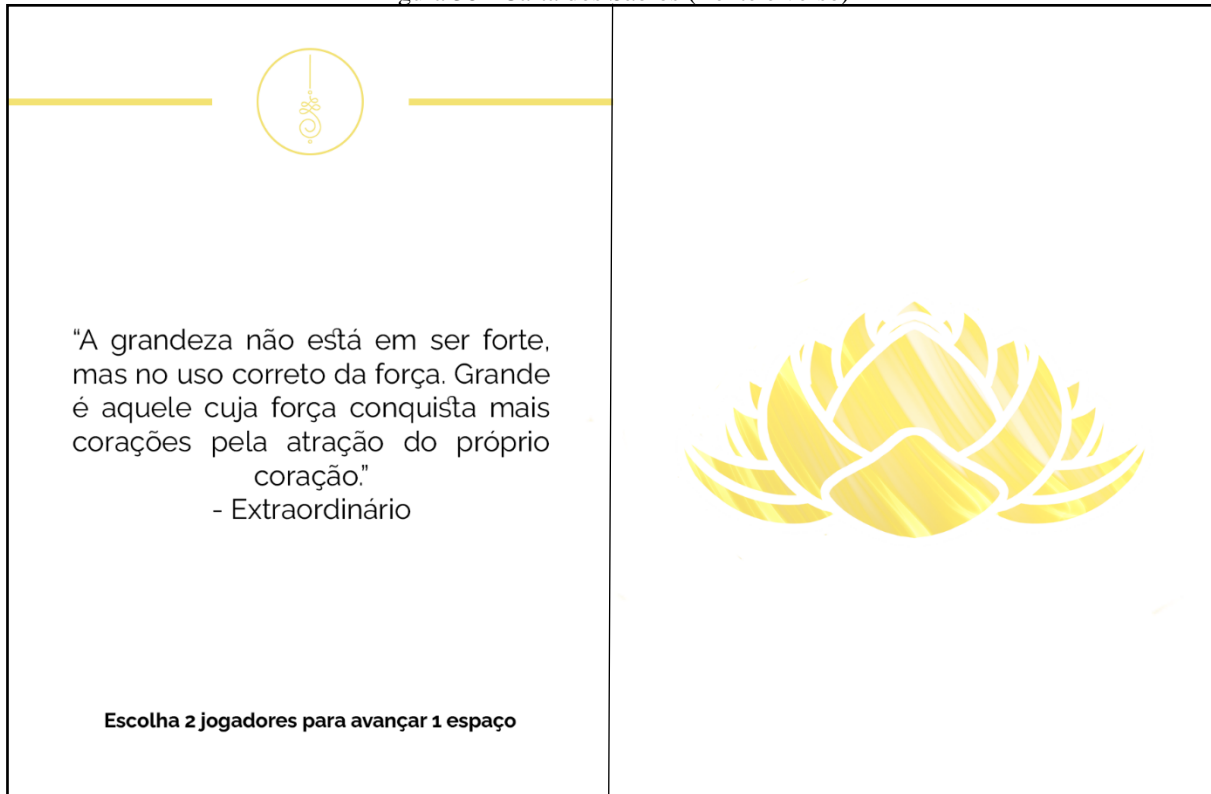 “A grandeza não está em ser forte,
mas no uso correto da força. Grande
é aquele cuja força conquista mais
corações pela atração do próprio
coração.”
- Extraordinário
Escolha 2 jogadores para avançar 1 espaço